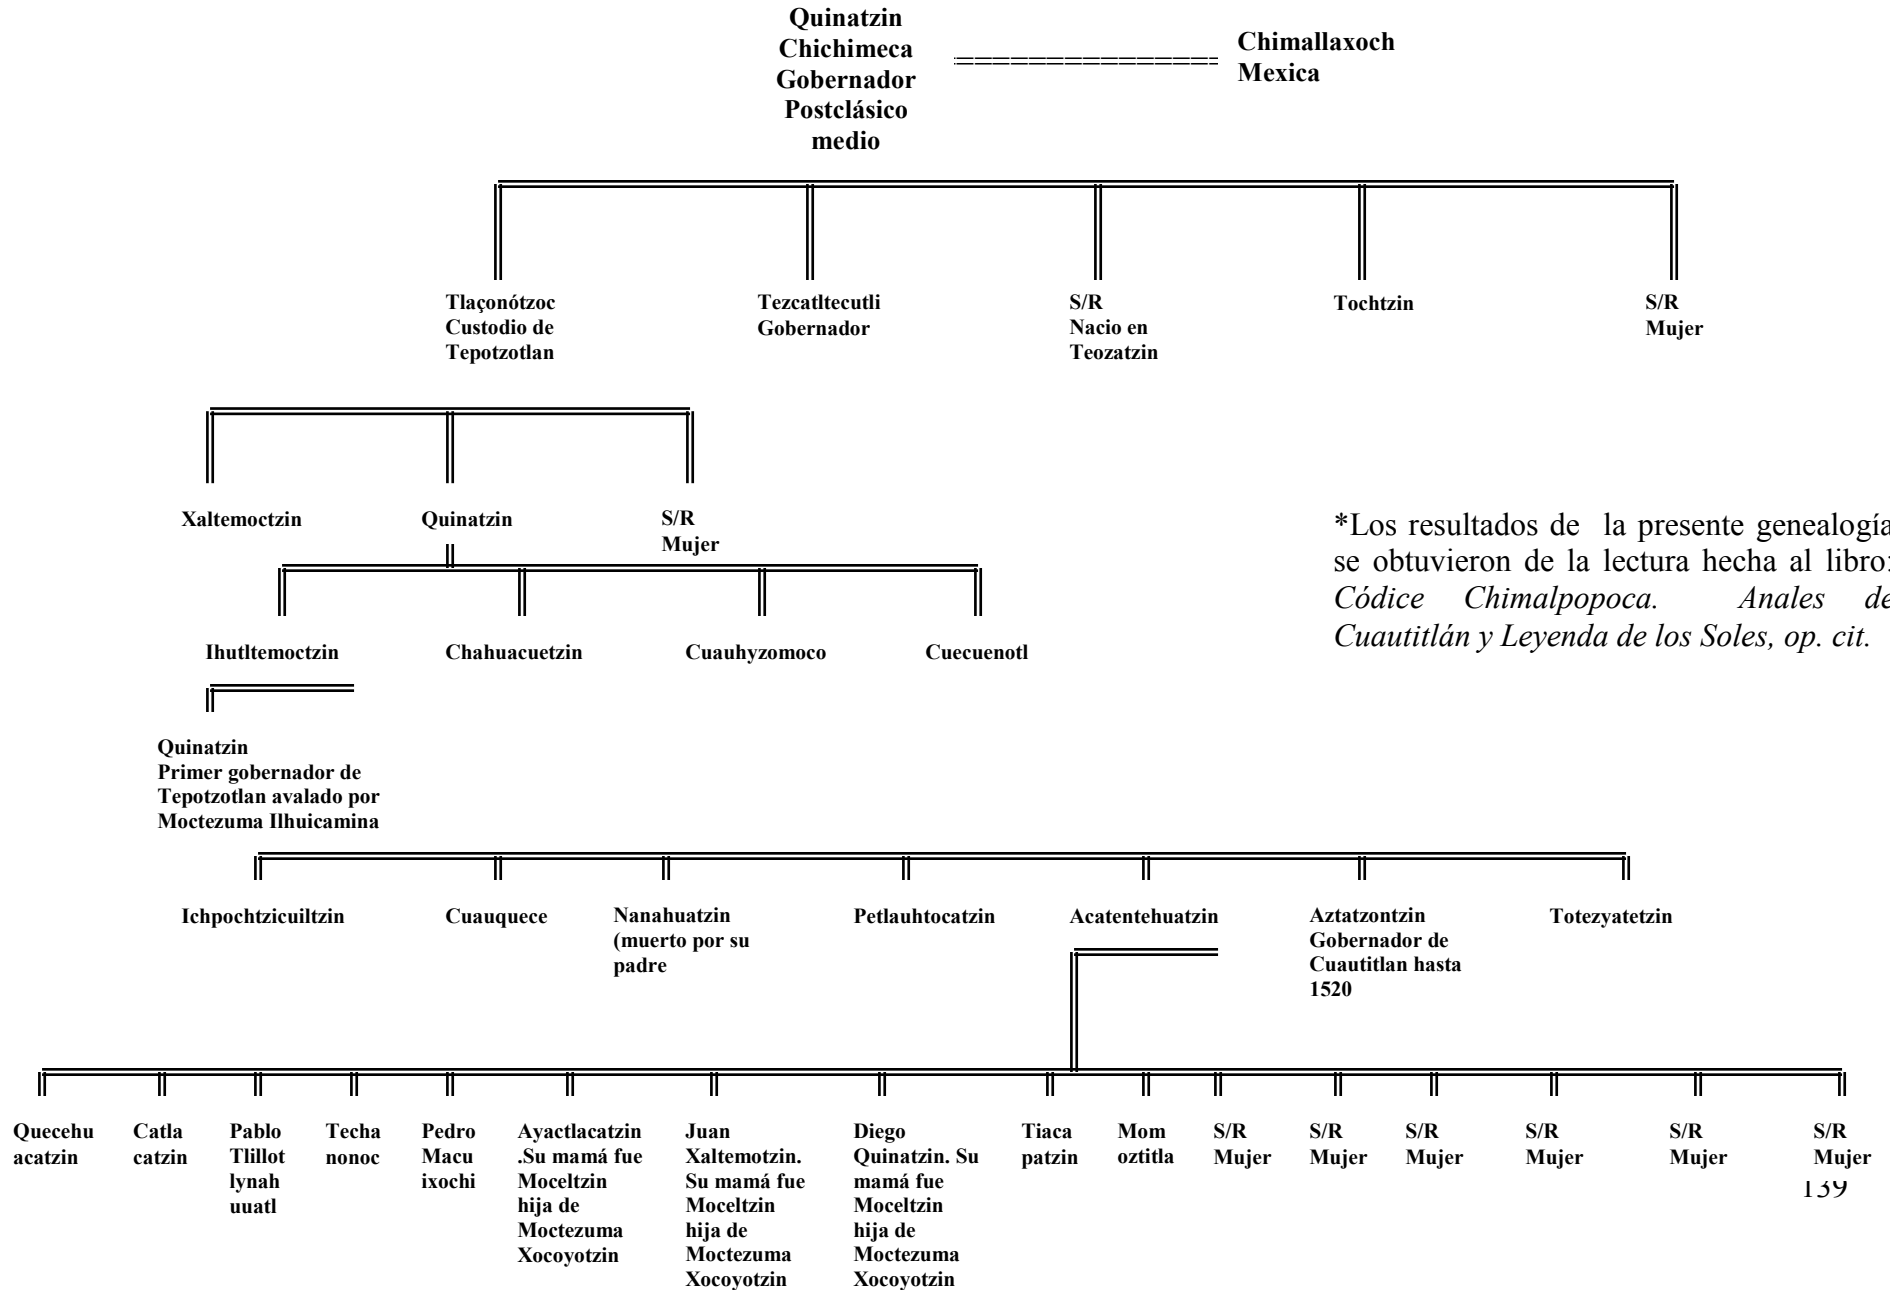 Quinatzin
Chichimeca
Gobernador
Postclásico
medio
Chimallaxoch
Mexica
Tlaçonótzoc
Custodio de
Tepotzotlan
Tezcatltecutli
Gobernador
S/R
Nacio en
Teozatzin
Tochtzin
S/R
Mujer
Xaltemoctzin
Quinatzin
S/R
Mujer
*Los resultados de la presente genealogía
se obtuvieron de la lectura hecha al libro:
Códice Chimalpopoca. Anales de
Cuautitlán y Leyenda de los Soles, op. cit.
Ihutltemoctzin
Chahuacuetzin
Cuauhyzomoco
Cuecuenotl
Quinatzin
Primer gobernador de
Tepotzotlan avalado por
Moctezuma Ilhuicamina
Ichpochtzicuiltzin
Cuauquece
Nanahuatzin
(muerto por su
padre
Petlauhtocatzin
Acatentehuatzin
Aztatzontzin
Gobernador de
Cuautitlan hasta
1520
Totezyatetzin
Quecehu
acatzin
Catla
catzin
Pablo
Tlillot
lynah
uuatl
Techa
nonoc
Pedro
Macu
ixochi
Ayactlacatzin
.Su mamá fue
Moceltzin
hija de
Moctezuma
Xocoyotzin
Juan
Xaltemotzin.
Su mamá fue
Moceltzin
hija de
Moctezuma
Xocoyotzin
Diego
Quinatzin. Su
mamá fue
Moceltzin
hija de
Moctezuma
Xocoyotzin
Tiaca
patzin
Mom
oztitla
S/R
Mujer
S/R
Mujer
S/R
Mujer
S/R
Mujer
S/R
Mujer
S/R
Mujer
139